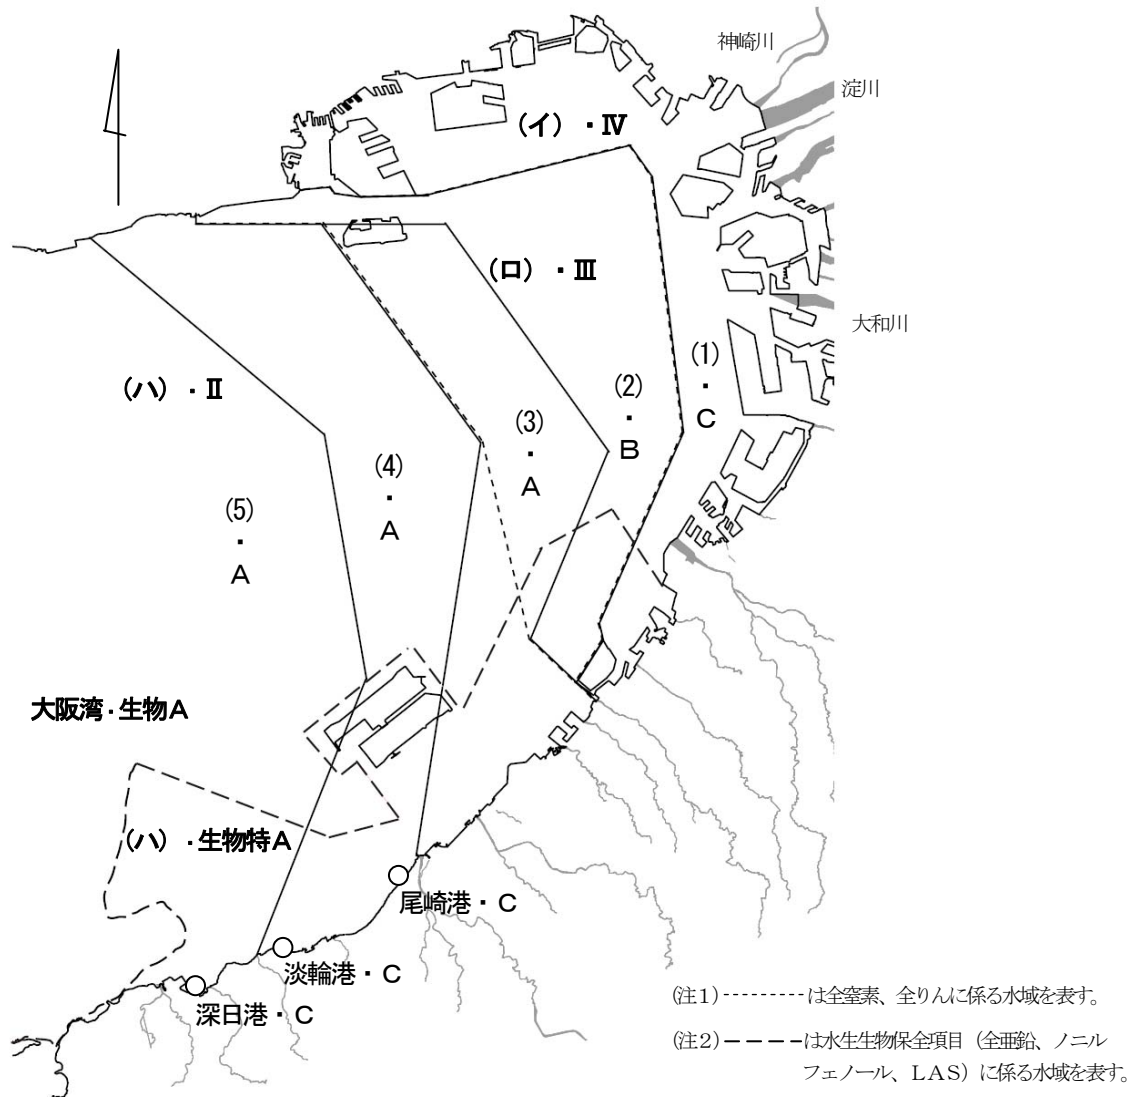 神崎川
淀川
(イ)・Ⅳ
(ロ)・Ⅲ
大和川
(1)
・
C
(ハ)・Ⅱ
(2)
・
B
(3)
・
A
(4)
・
A
(5)
・
A
大阪湾・生物A
(ハ)・生物特A
尾崎港・C
淡輪港・C
深日港・C
(注1)---------は全窒素、全りんに係る水域を表す。
(注2)ーーーーは水生生物保全項目(全亜鉛、ノニル
フェノール、LAS)に係る水域を表す。